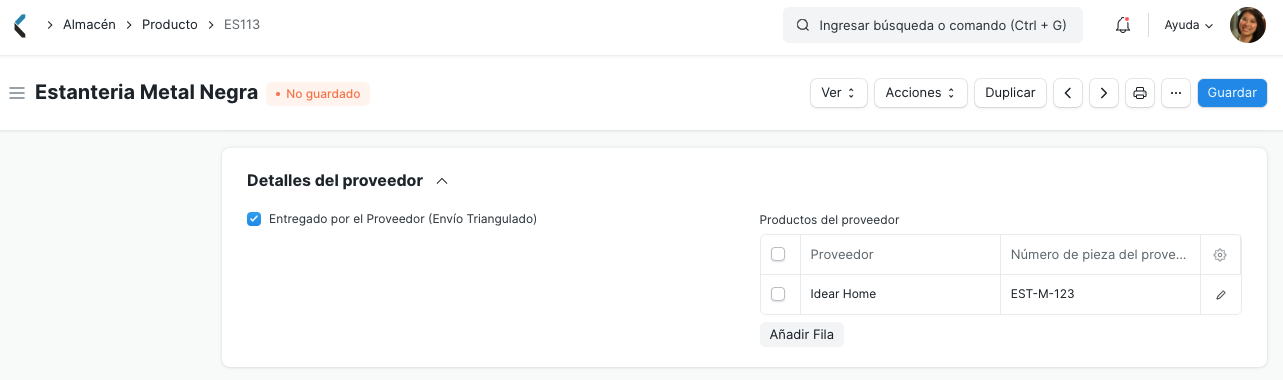 Almacén Producto ES113
Ingresar búsqueda o comando (Ctrl + G)
Ayuda
Estanteria Metal Negra
No guardado
Ver Acciones Duplicar ... Guardar
Detalles del proveedor
Entregado por el Proveedor (Envío Triangulado)
Productos del proveedor
Proveedor Número de pieza del prove...
Idear Home EST-M-123
Añadir Fila